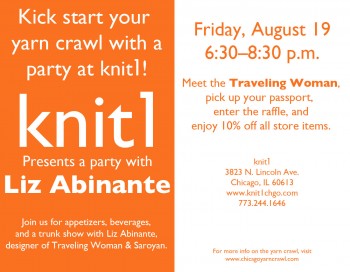 Kick start your
yarn crawl with a
party at knit1!
knit1
Presents a party with
Liz Abinante
Join us for appetizers, beverages,
and a trunk show with Liz Abinante,
designer of Traveling Woman & Saroyan.
Friday, August 19
6:30–8:30 p.m.
Meet the Traveling Woman,
pick up your passport,
enter the raffle, and
enjoy 10% off all store items.
knit1
3823 N. Lincoln Ave.
Chicago, IL 60613
www.knit1chgo.com
773.244.1646
For more info on the yarn crawl, visit
www.chicagoyarncrawl.com